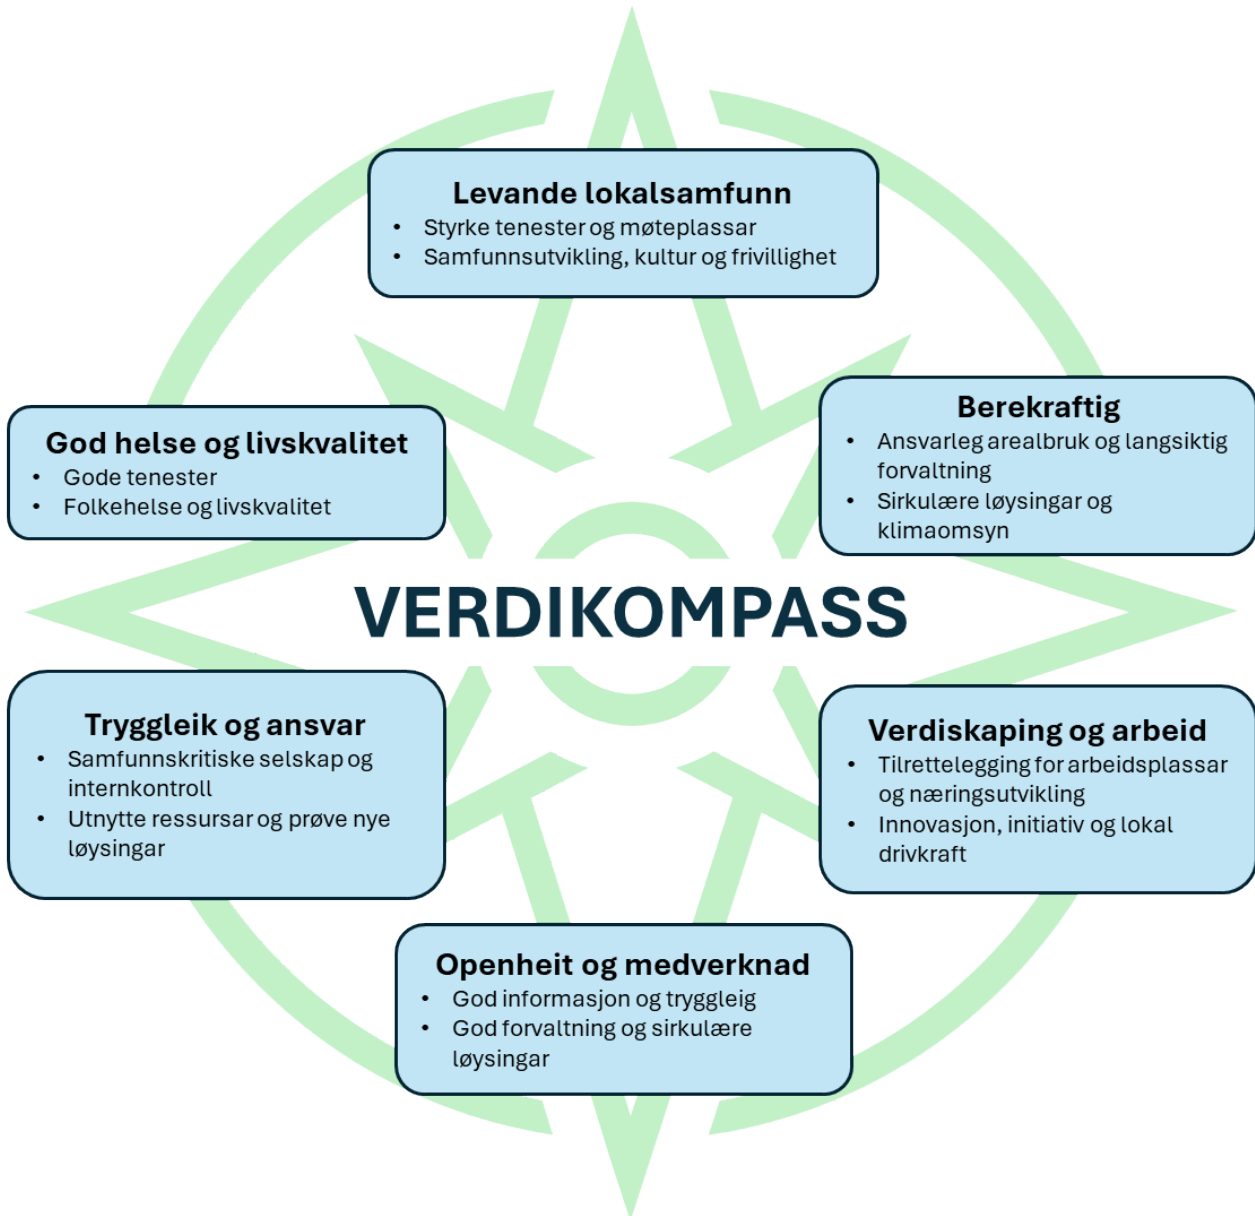 Levande lokalsamfunn
• Styrke tenester og møteplassar
• Samfunnsutvikling, kultur og frivillighet
God helse og livskvalitet
• Gode tenester
• Folkehelse og livskvalitet
Berekraftig
• Ansvarleg arealbruk og langsiktig
forvaltning
• Sirkulære løysingar og
klimaomsyn
VERDIKOMPASS
Tryggleik og ansvar
• Samfunnskritiske selskap og
internkontroll
• Utnytte ressursar og prøve nye
løysingar
Verdiskaping og arbeid
• Tilrettelegging for arbeidsplassar
og næringsutvikling
• Innovasjon, initiativ og lokal
drivkraft
Openheit og medverknad
• God informasjon og tryggleig
• God forvaltning og sirkulære
løysingar